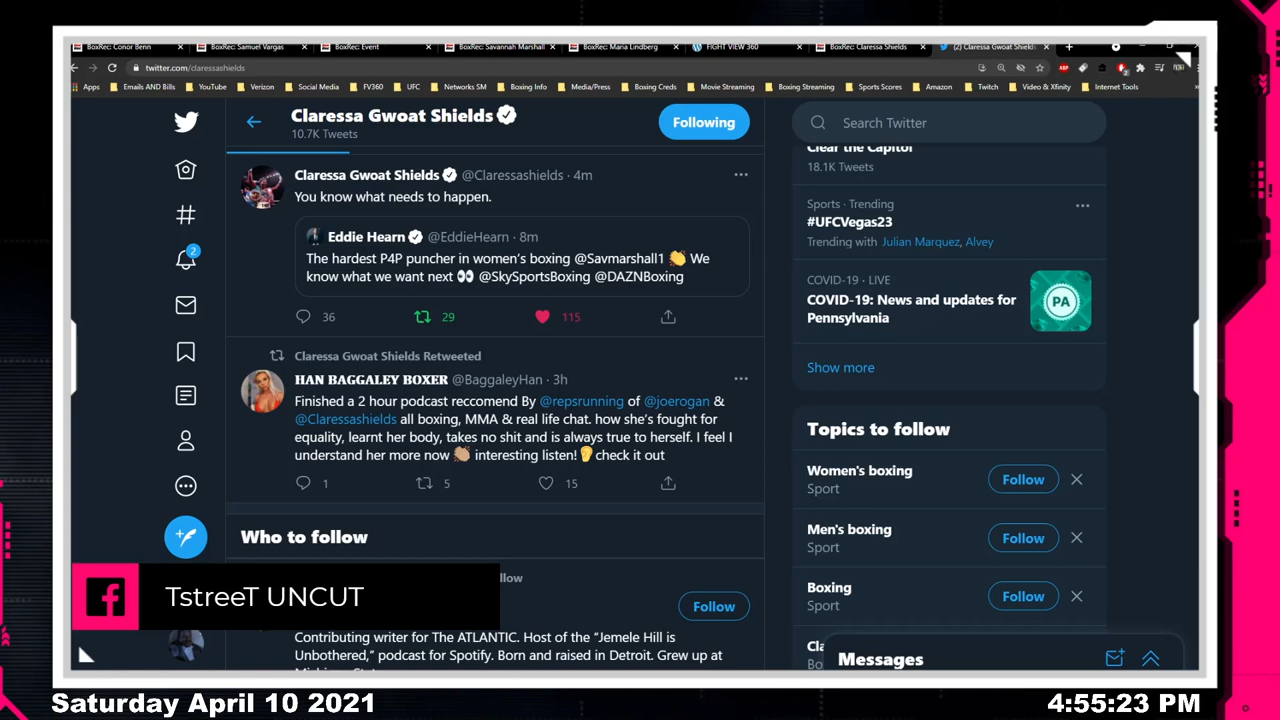 BoxRec: Conor Benn
BoxRec: Samuel Vargas
BoxRec: Event
BoxRec: Savannah Marshall
BoxRec: Maria Lindberg
FIGHT VIEW 360
BoxRec: Claressa Shields
(2) Claressa Gwoat Shields
twitter.com/claressashields
Apps
Emails AND Bills
YouTube
Verizon
Social Media
FV360
UFC
Networks SM
Boxing Info
Media/Press
Boxing Creds
Movie Streaming
Boxing Streaming
Sports Scores
Amazon
Twitch
Video & Xfinity
Internet Tools
Claressa Gwoat Shields
10.7K Tweets
Following
Claressa Gwoat Shields @Claressashields · 4m
You know what needs to happen.
Eddie Hearn @EddieHearn · 8m
The hardest P4P puncher in women's boxing @Savmarshall1 👏 We
know what we want next 👀 @SkySportsBoxing @DAZNBoxing
36 29 115
Claressa Gwoat Shields Retweeted
HAN BAGGALEY BOXER @BaggaleyHan · 3h
Finished a 2 hour podcast reccomend By @repsrunning of @joerogan &
@Claressashields all boxing, MMA & real life chat. how she's fought for
equality, learnt her body, takes no shit and is always true to herself. I feel I
understand her more now 👏🏼 interesting listen!👂check it out
1 5 15
Who to follow
llow
Follow
Contributing writer for The ATLANTIC. Host of the "Jemele Hill is
Unbothered," podcast for Spotify. Born and raised in Detroit. Grew up at
2
Search Twitter
Clear the Capitol
18.1K Tweets
Sports · Trending
#UFCVegas23
Trending with Julian Marquez, Alvey
COVID-19 · LIVE
COVID-19: News and updates for
Pennsylvania
PA
Show more
Topics to follow
Women's boxing
Sport
Follow
Men's boxing
Sport
Follow
Boxing
Sport
Follow
Cla
Bo
Messages
TstreeT UNCUT
Saturday April 10 2021
4:55:23 PM